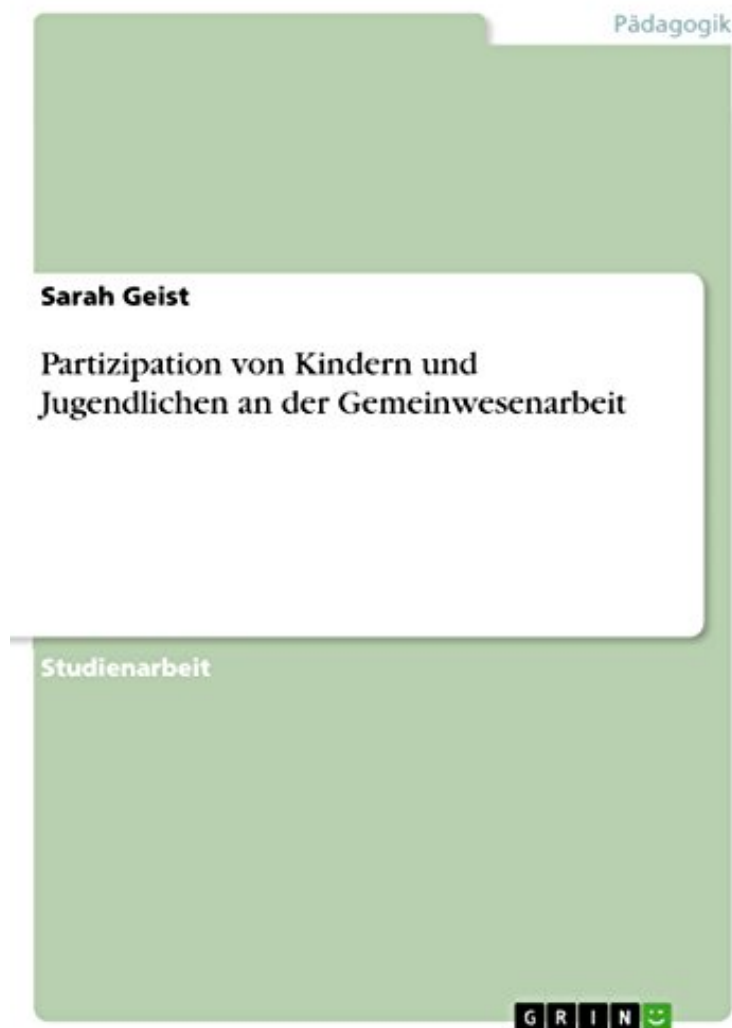 Pädagogik
Sarah Geist
Partizipation von Kindern und
Jugendlichen an der Gemeinwesenarbeit
Studienarbeit
GRIN